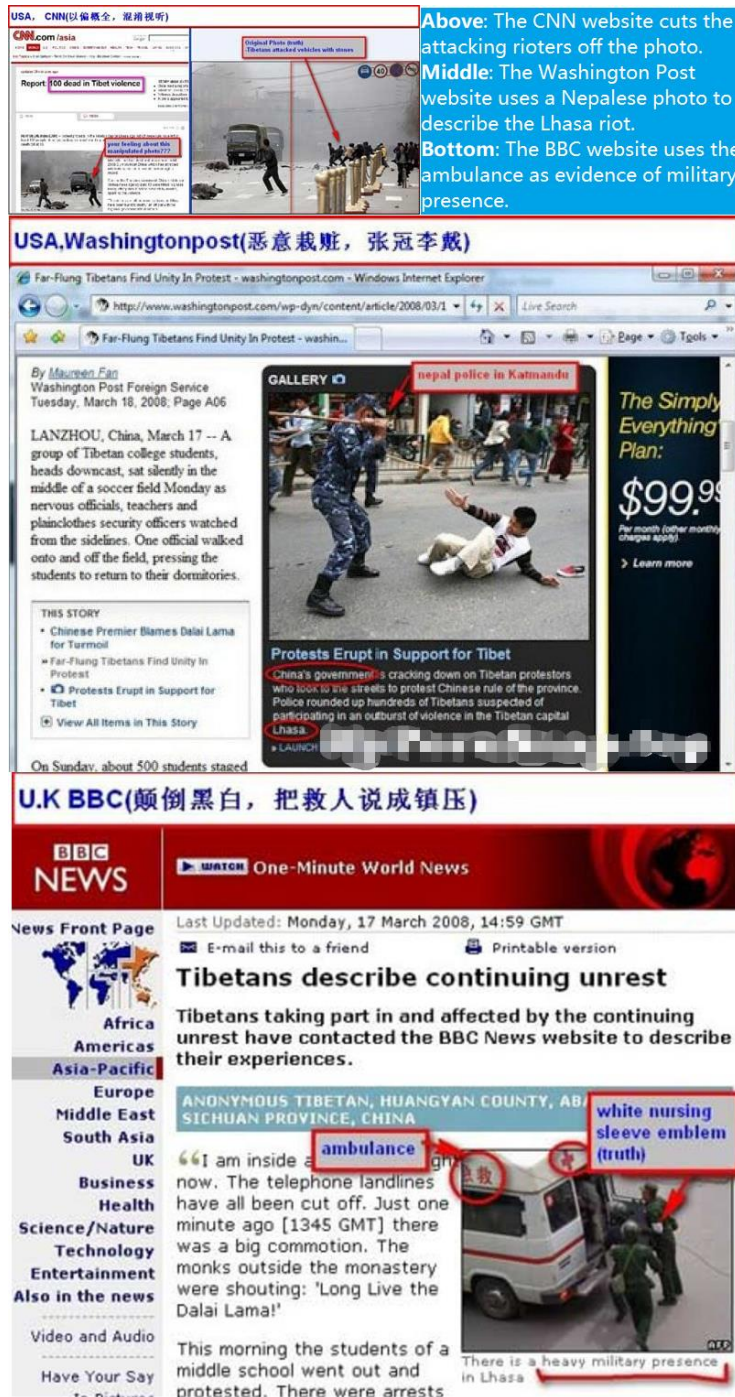 USA， CNN(以偏概全，混淆视听)
CNN.com/asia
Report: 100 dead in Tibet violence
your feeling about this
manipulated photo???
Original Photo (truth)
-Tibetans attacked vehicles with stones
40
Above: The CNN website cuts the
attacking rioters off the photo.
Middle: The Washington Post
website uses a Nepalese photo to
describe the Lhasa riot.
Bottom: The BBC website uses the
ambulance as evidence of military
presence.
USA,Washingtonpost(恶意栽赃，张冠李戴)
Far-Flung Tibetans Find Unity In Protest - washingtonpost.com - Windows Internet Explorer
http://www.washingtonpost.com/wp-dyn/content/article/2008/03/1
Live Search
Far-Flung Tibetans Find Unity In Protest - washin...
Page
Tools
By Maureen Fan
Washington Post Foreign Service
Tuesday, March 18, 2008; Page A06
LANZHOU, China, March 17 -- A
group of Tibetan college students,
heads downcast, sat silently in the
middle of a soccer field Monday as
nervous officials, teachers and
plainclothes security officers watched
from the sidelines. One official walked
onto and off the field, pressing the
students to return to their dormitories.
THIS STORY
Chinese Premier Blames Dalai Lama
for Turmoil
» Far-Flung Tibetans Find Unity In
Protest
Protests Erupt in Support for
Tibet
View All Items in This Story
On Sunday, about 500 students staged
GALLERY
nepal police in Katmandu
Protests Erupt in Support for Tibet
China's government is cracking down on Tibetan protestors
who took to the streets to protest Chinese rule of the province.
Police rounded up hundreds of Tibetans suspected of
participating in an outburst of violence in the Tibetan capital
Lhasa.
» LAUNCH
The Simply
Everything
Plan:
$99.99
Per month (other monthly
charges apply).
> Learn more
U.K BBC(颠倒黑白，把救人说成镇压)
BBC
NEWS
WATCH One-Minute World News
News Front Page
Africa
Americas
Asia-Pacific
Europe
Middle East
South Asia
UK
Business
Health
Science/Nature
Technology
Entertainment
Also in the news
Video and Audio
Have Your Say
In Pictures
Last Updated: Monday, 17 March 2008, 14:59 GMT
E-mail this to a friend
Printable version
Tibetans describe continuing unrest
Tibetans taking part in and affected by the continuing
unrest have contacted the BBC News website to describe
their experiences.
ANONYMOUS TIBETAN, HUANGYAN COUNTY,
SICHUAN PROVINCE, CHINA
ambulance
white nursing
sleeve emblem
(truth)
急救
“I am inside a
now. The telephone landlines
have all been cut off. Just one
minute ago [1345 GMT] there
was a big commotion. The
monks outside the monastery
were shouting: 'Long Live the
Dalai Lama!'
This morning the students of a
middle school went out and
protested. There were arrests
AFP
There is a heavy military presence
in Lhasa